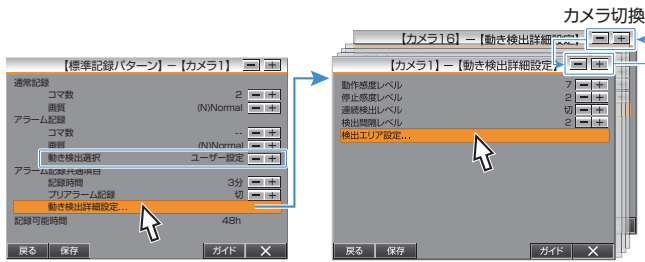 カメラ切換
【カメラ16】 － 【動き検出詳細設定】 － ＋
【標準記録パターン】 － 【カメラ1】 － ＋
通常記録
コマ数 2 － ＋
画質 (N)Normal － ＋
アラーム記録
コマ数 -- － ＋
画質 (N)Normal － ＋
動き検出選択 ユーザー設定 － ＋
アラーム記録共通項目
記録時間 3分 － ＋
プリアラーム記録 切 － ＋
動き検出詳細設定...
記録可能時間 48h
戻る 保存 ガイド ×
【カメラ1】 － 【動き検出詳細設定】 － ＋
動作感度レベル 7 － ＋
停止感度レベル 2 － ＋
連続検出レベル 切 － ＋
検出間隔レベル 2 － ＋
検出エリア設定...
戻る 保存 ガイド ×